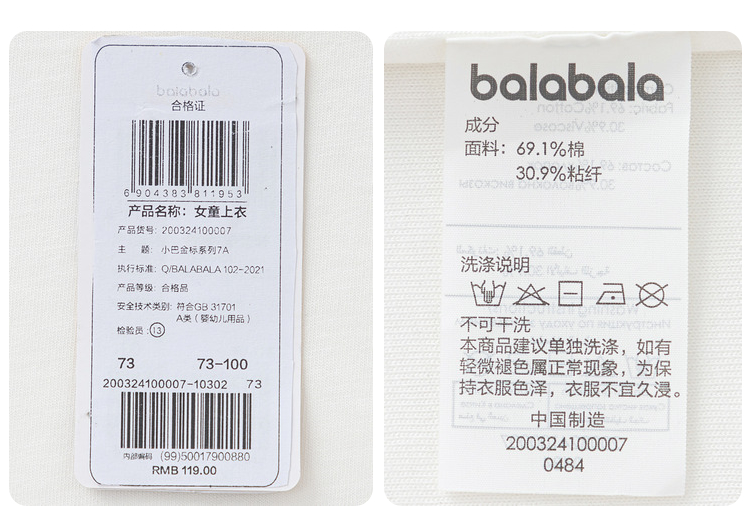 balabala
合格证
6 904383 811953
产品名称：女童上衣
产品货号：200324100007
主　题：小巴金标系列7A
执行标准：Q/BALABALA 102-2021
产品等级：合格品
安全技术类别：符合GB 31701
A类（婴幼儿用品）
检验员：13
73 73-100
200324100007-10302 73
内部编码 (99)50017900880
RMB 119.00
balabala
成分
面料：69.1%棉
30.9%粘纤
洗涤说明
不可干洗
本商品建议单独洗涤，如有
轻微褪色属正常现象，为保
持衣服色泽，衣服不宜久浸。
中国制造
200324100007
0484